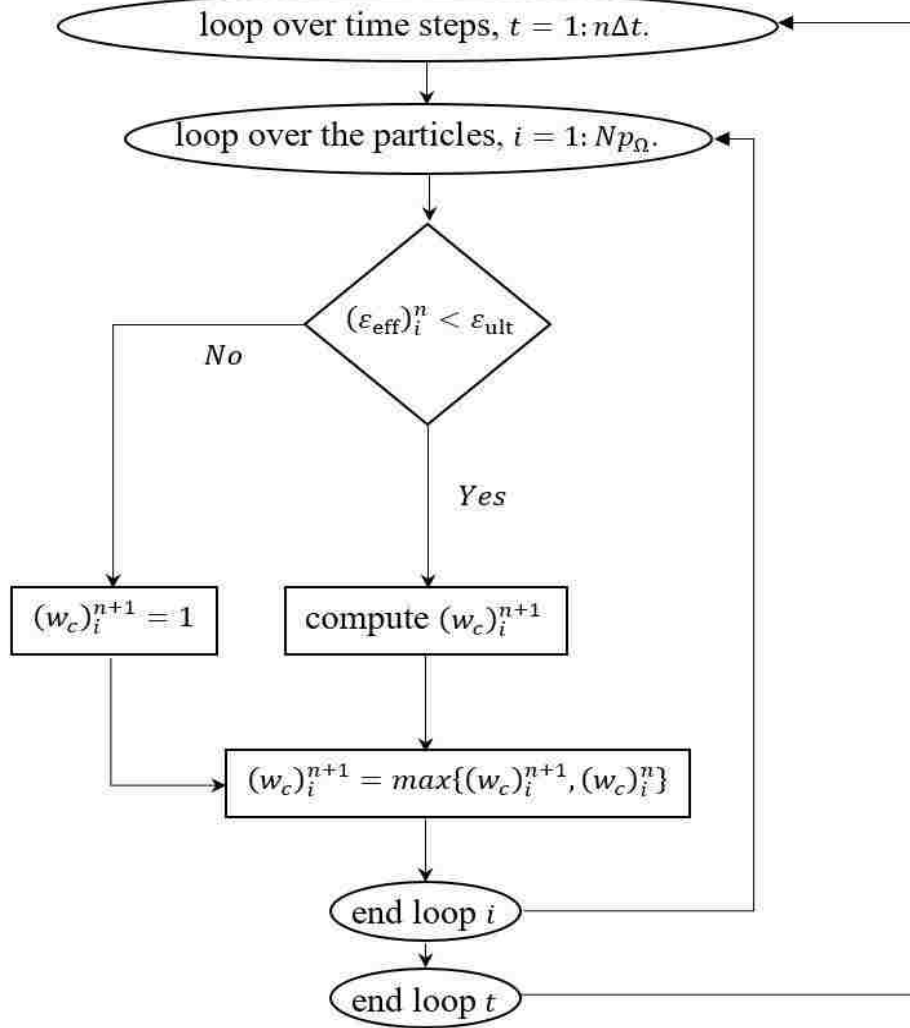 loop over time steps, t = 1: nΔt.
loop over the particles, i = 1: Np_Ω.
(ε_eff)_i^n < ε_ult
No
Yes
(w_c)_i^{n+1} = 1
compute (w_c)_i^{n+1}
(w_c)_i^{n+1} = max{(w_c)_i^{n+1}, (w_c)_i^n}
end loop i
end loop t